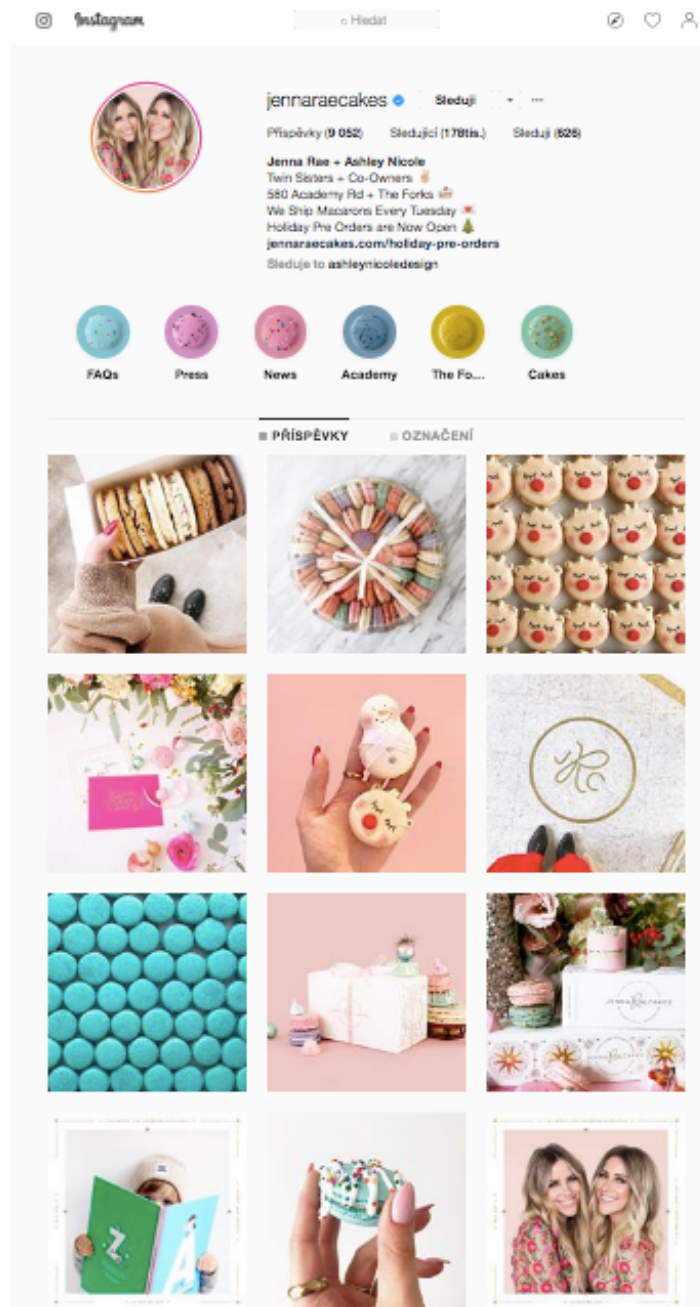 Instagram
Hledat
jennaraecakes Sleduji
Příspěvky (9 052) Sledující (178tis.) Sleduji (626)
Jenna Rae + Ashley Nicole
Twin Sisters + Co-Owners ✌🏻
580 Academy Rd + The Forks 🍰
We Ship Macarons Every Tuesday 💌
Holiday Pre Orders are Now Open 🎄
jennaraecakes.com/holiday-pre-orders
Sleduje to ashleynicoledesign
FAQs Press News Academy The Fo... Cakes
PŘÍSPĚVKY OZNAČENÍ
Z A